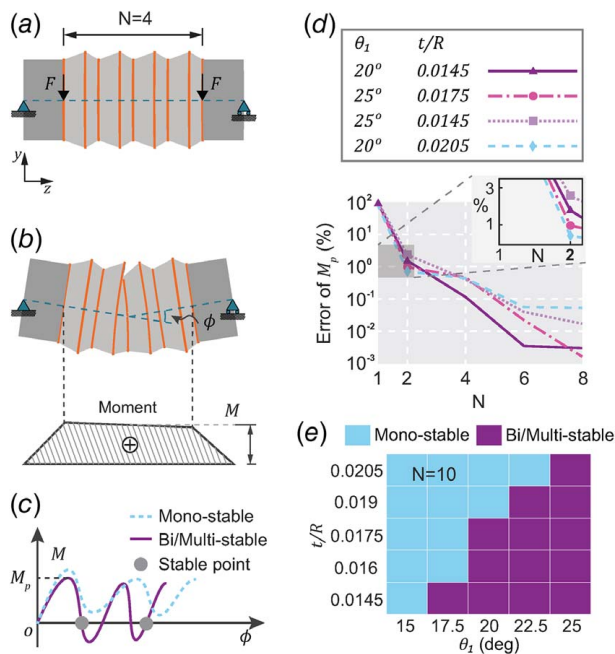 (a)
N=4
F
F
y
z
(b)
ϕ
Moment
M
(c)
Mono-stable
Bi/Multi-stable
Stable point
M
M_p
o
ϕ
(d)
θ₁ t/R
20° 0.0145
25° 0.0175
25° 0.0145
20° 0.0205
3
%
1
1 N 2
Error of M_p (%)
10²
10¹
10⁰
10⁻¹
10⁻²
10⁻³
1 2 4 6 8
N
(e)
Mono-stable Bi/Multi-stable
N=10
t/R
0.0205
0.019
0.0175
0.016
0.0145
15 17.5 20 22.5 25
θ₁ (deg)